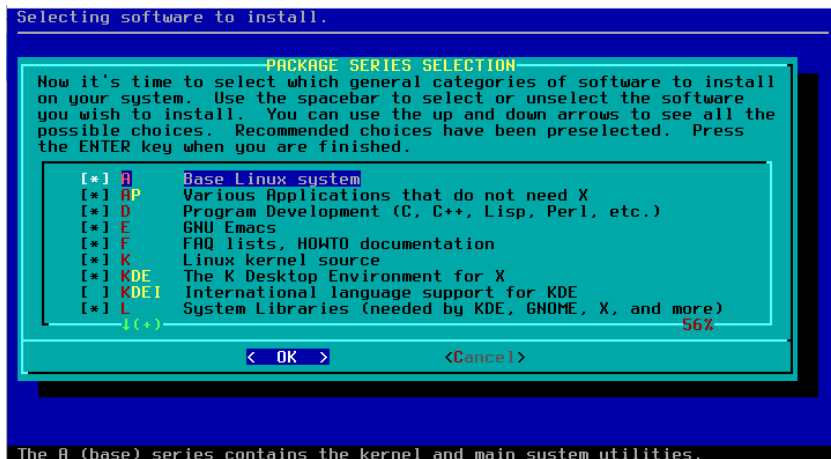 Selecting software to install.
PACKAGE SERIES SELECTION
Now it's time to select which general categories of software to install
on your system.  Use the spacebar to select or unselect the software
you wish to install.  You can use the up and down arrows to see all the
possible choices.  Recommended choices have been preselected.  Press
the ENTER key when you are finished.
[*] A    Base Linux system
[*] AP   Various Applications that do not need X
[*] D    Program Development (C, C++, Lisp, Perl, etc.)
[*] E    GNU Emacs
[*] F    FAQ lists, HOWTO documentation
[*] K    Linux kernel source
[*] KDE  The K Desktop Environment for X
[ ] KDEI International language support for KDE
[*] L    System Libraries (needed by KDE, GNOME, X, and more)
↓(+) 56%
< OK > <Cancel>
The A (base) series contains the kernel and main system utilities.